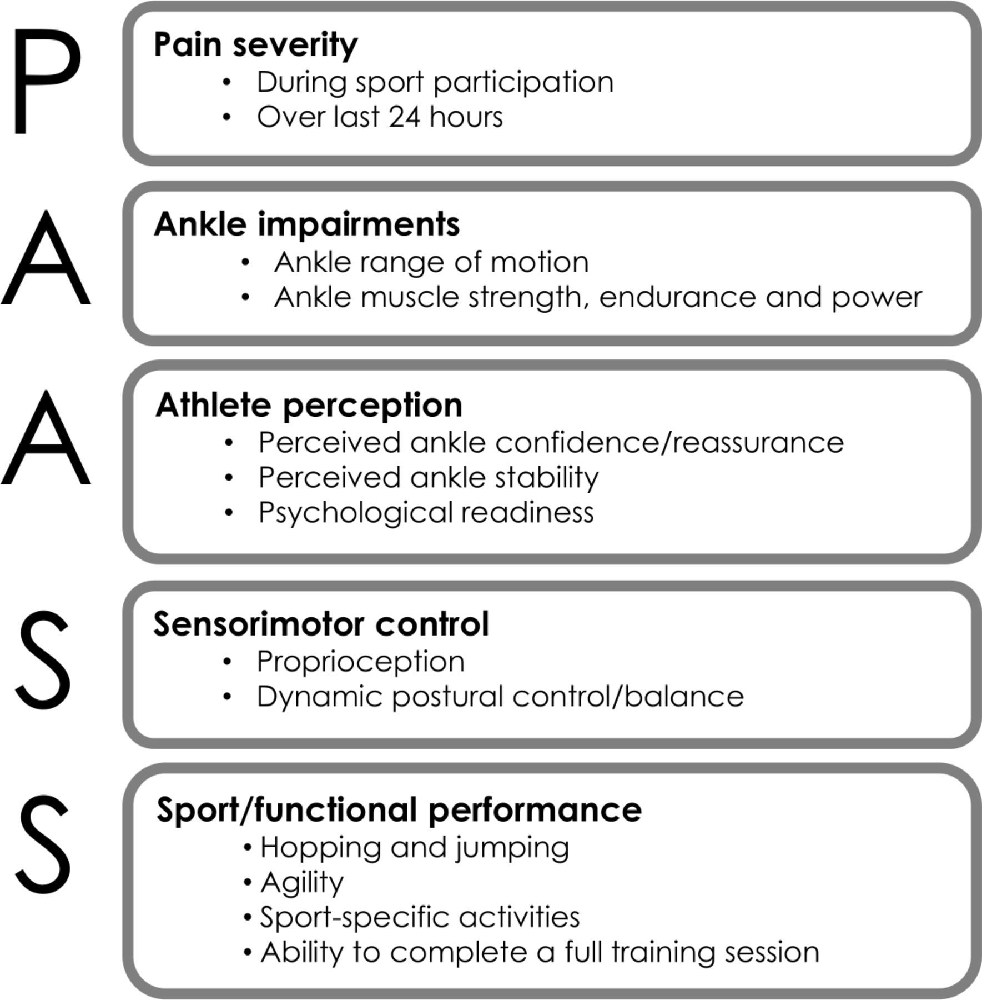 P
Pain severity
• During sport participation
• Over last 24 hours
A
Ankle impairments
• Ankle range of motion
• Ankle muscle strength, endurance and power
A
Athlete perception
• Perceived ankle confidence/reassurance
• Perceived ankle stability
• Psychological readiness
S
Sensorimotor control
• Proprioception
• Dynamic postural control/balance
S
Sport/functional performance
• Hopping and jumping
• Agility
• Sport-specific activities
• Ability to complete a full training session